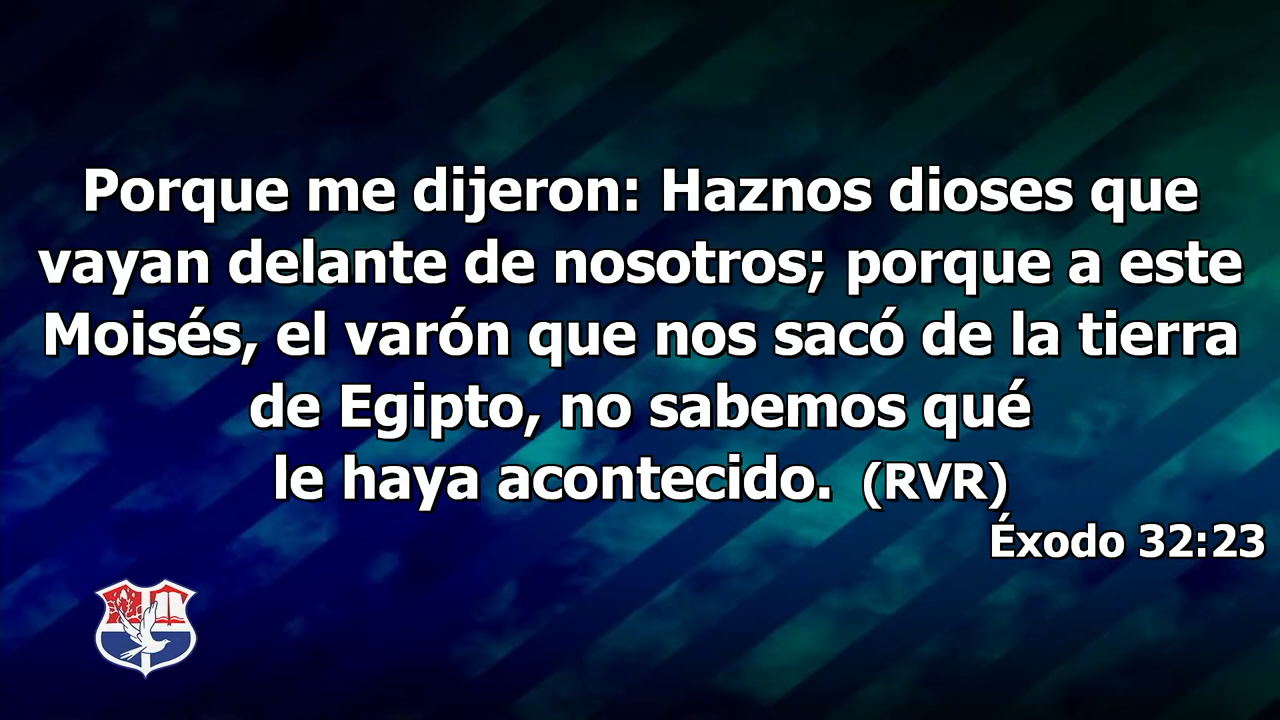 Porque me dijeron: Haznos dioses que
vayan delante de nosotros; porque a este
Moisés, el varón que nos sacó de la tierra
de Egipto, no sabemos qué
le haya acontecido. (RVR)
Éxodo 32:23